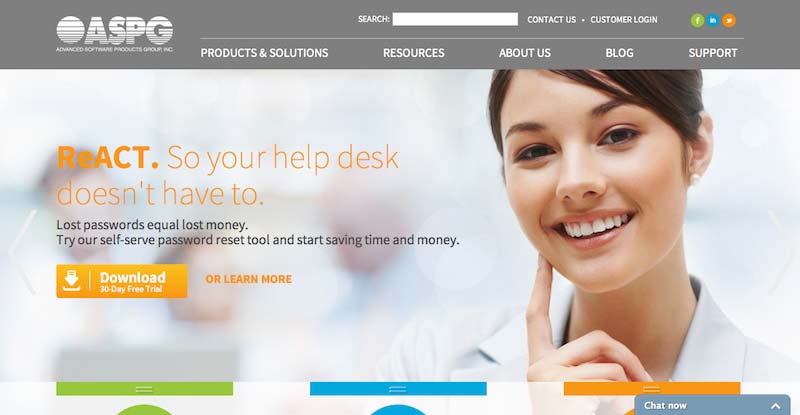 SEARCH:
CONTACT US • CUSTOMER LOGIN
f in
ASPG
ADVANCED SOFTWARE PRODUCTS GROUP, INC.
PRODUCTS & SOLUTIONS RESOURCES ABOUT US BLOG SUPPORT
ReACT. So your help desk
doesn't have to.
Lost passwords equal lost money.
Try our self-serve password reset tool and start saving time and money.
Download
30-Day Free Trial
OR LEARN MORE
Chat now